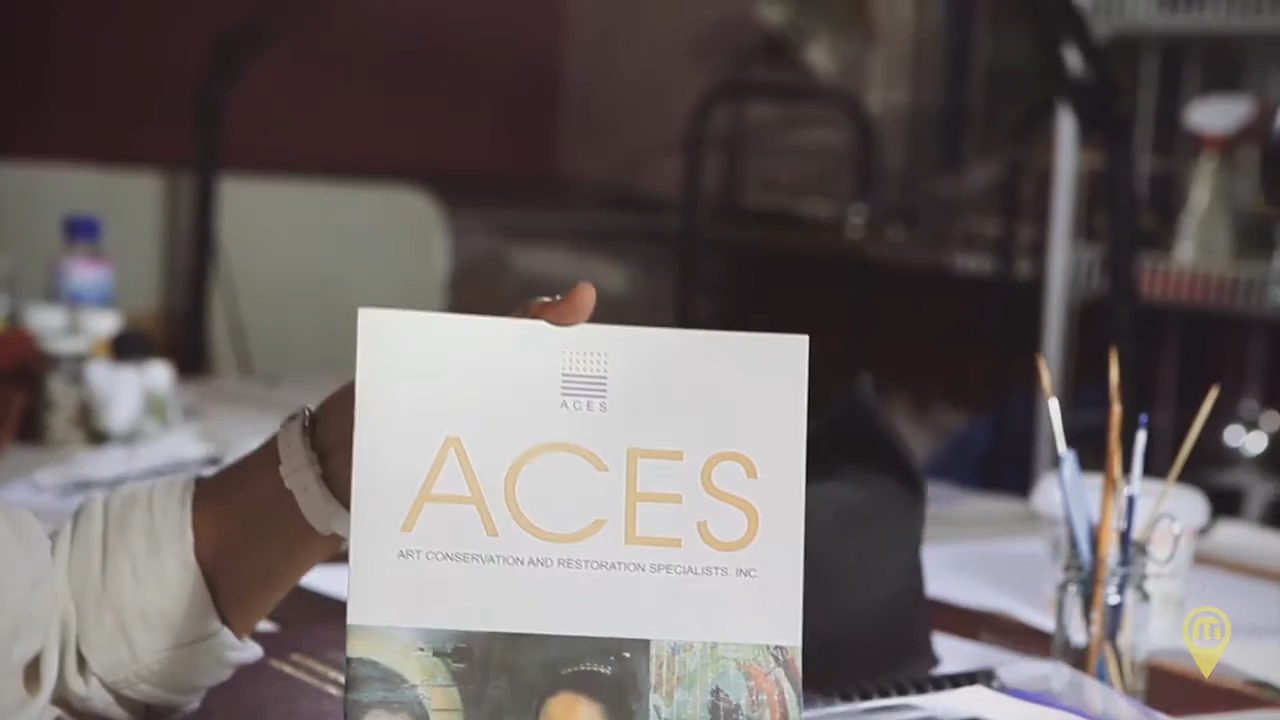 ACES
ACES
ART CONSERVATION AND RESTORATION SPECIALISTS, INC.